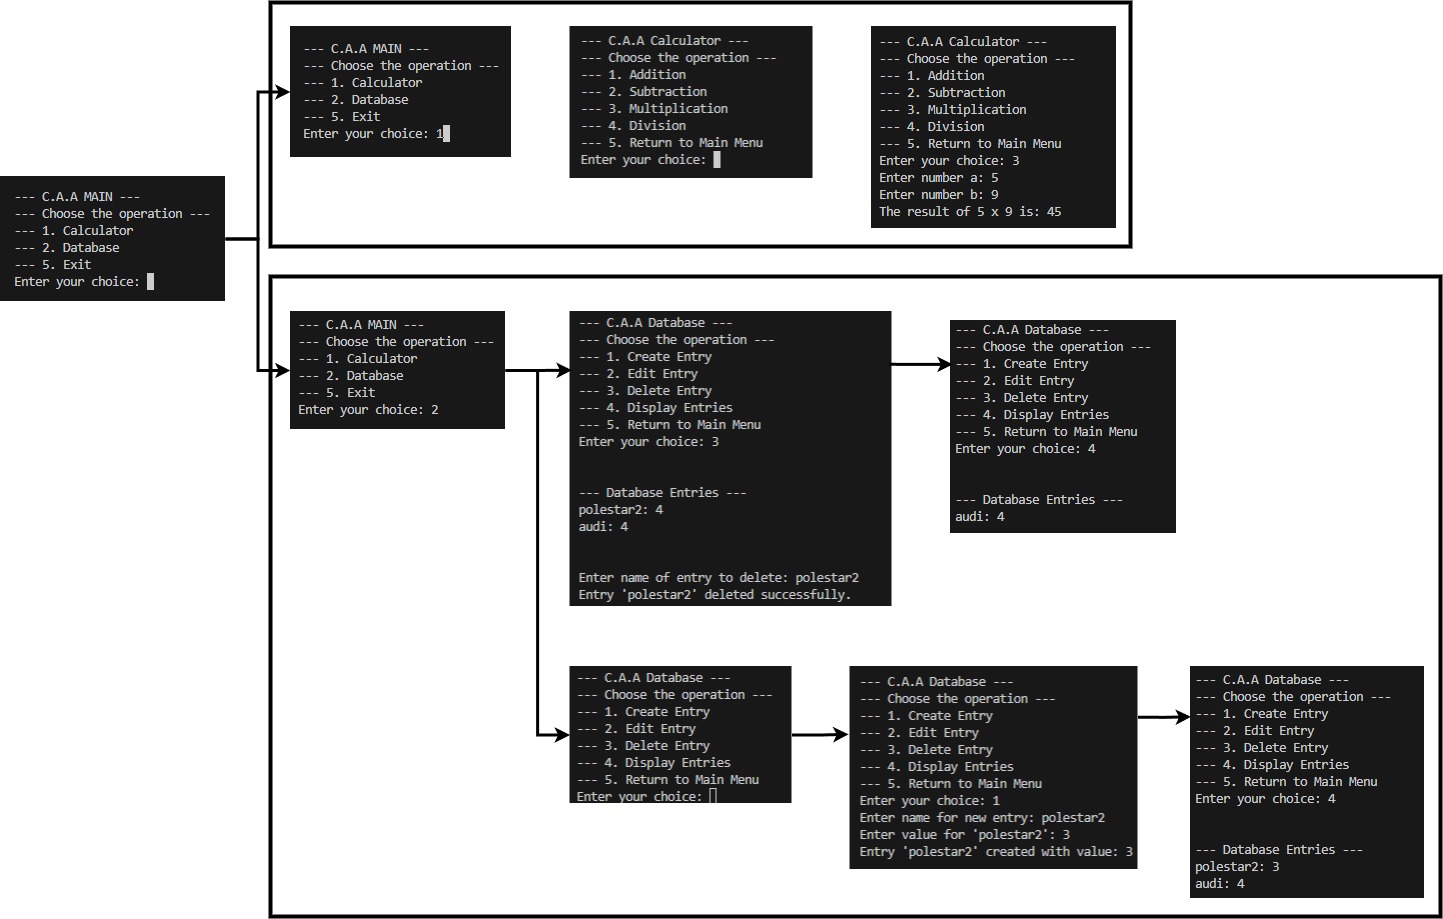 --- C.A.A MAIN ---
--- Choose the operation ---
--- 1. Calculator
--- 2. Database
--- 5. Exit
Enter your choice:
--- C.A.A MAIN ---
--- Choose the operation ---
--- 1. Calculator
--- 2. Database
--- 5. Exit
Enter your choice: 1
--- C.A.A Calculator ---
--- Choose the operation ---
--- 1. Addition
--- 2. Subtraction
--- 3. Multiplication
--- 4. Division
--- 5. Return to Main Menu
Enter your choice:
--- C.A.A Calculator ---
--- Choose the operation ---
--- 1. Addition
--- 2. Subtraction
--- 3. Multiplication
--- 4. Division
--- 5. Return to Main Menu
Enter your choice: 3
Enter number a: 5
Enter number b: 9
The result of 5 x 9 is: 45
--- C.A.A MAIN ---
--- Choose the operation ---
--- 1. Calculator
--- 2. Database
--- 5. Exit
Enter your choice: 2
--- C.A.A Database ---
--- Choose the operation ---
--- 1. Create Entry
--- 2. Edit Entry
--- 3. Delete Entry
--- 4. Display Entries
--- 5. Return to Main Menu
Enter your choice: 3
--- Database Entries ---
polestar2: 4
audi: 4
Enter name of entry to delete: polestar2
Entry 'polestar2' deleted successfully.
--- C.A.A Database ---
--- Choose the operation ---
--- 1. Create Entry
--- 2. Edit Entry
--- 3. Delete Entry
--- 4. Display Entries
--- 5. Return to Main Menu
Enter your choice: 4
--- Database Entries ---
audi: 4
--- C.A.A Database ---
--- Choose the operation ---
--- 1. Create Entry
--- 2. Edit Entry
--- 3. Delete Entry
--- 4. Display Entries
--- 5. Return to Main Menu
Enter your choice:
--- C.A.A Database ---
--- Choose the operation ---
--- 1. Create Entry
--- 2. Edit Entry
--- 3. Delete Entry
--- 4. Display Entries
--- 5. Return to Main Menu
Enter your choice: 1
Enter name for new entry: polestar2
Enter value for 'polestar2': 3
Entry 'polestar2' created with value: 3
--- C.A.A Database ---
--- Choose the operation ---
--- 1. Create Entry
--- 2. Edit Entry
--- 3. Delete Entry
--- 4. Display Entries
--- 5. Return to Main Menu
Enter your choice: 4
--- Database Entries ---
polestar2: 3
audi: 4